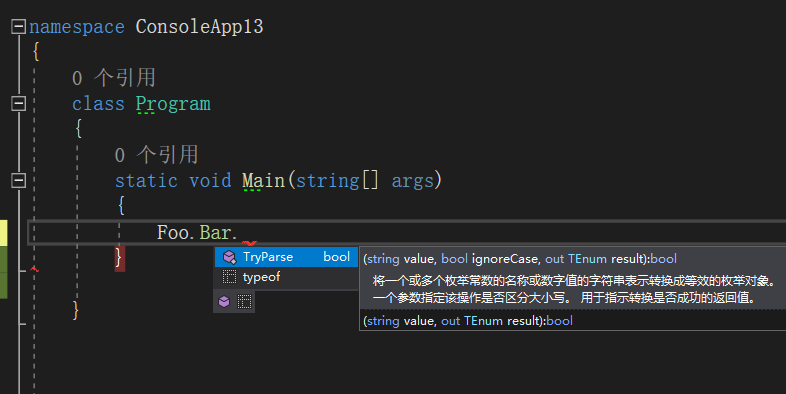 namespace ConsoleApp13
{
0 个引用
class Program
{
0 个引用
static void Main(string[] args)
{
Foo.Bar.
TryParse bool
typeof
(string value, bool ignoreCase, out TEnum result):bool
将一个或多个枚举常数的名称或数字值的字符串表示转换成等效的枚举对象。
一个参数指定该操作是否区分大小写。 用于指示转换是否成功的返回值。
(string value, out TEnum result):bool
}
}